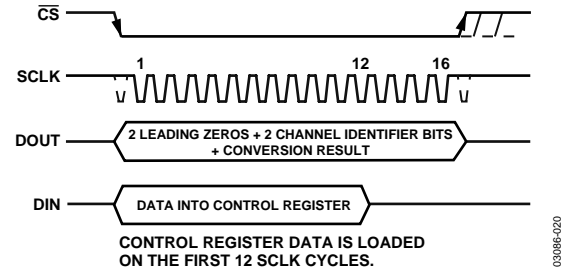 CS
1 12 16
SCLK
DOUT 2 LEADING ZEROS + 2 CHANNEL IDENTIFIER BITS
+ CONVERSION RESULT
DIN DATA INTO CONTROL REGISTER
CONTROL REGISTER DATA IS LOADED
ON THE FIRST 12 SCLK CYCLES.
03086-020